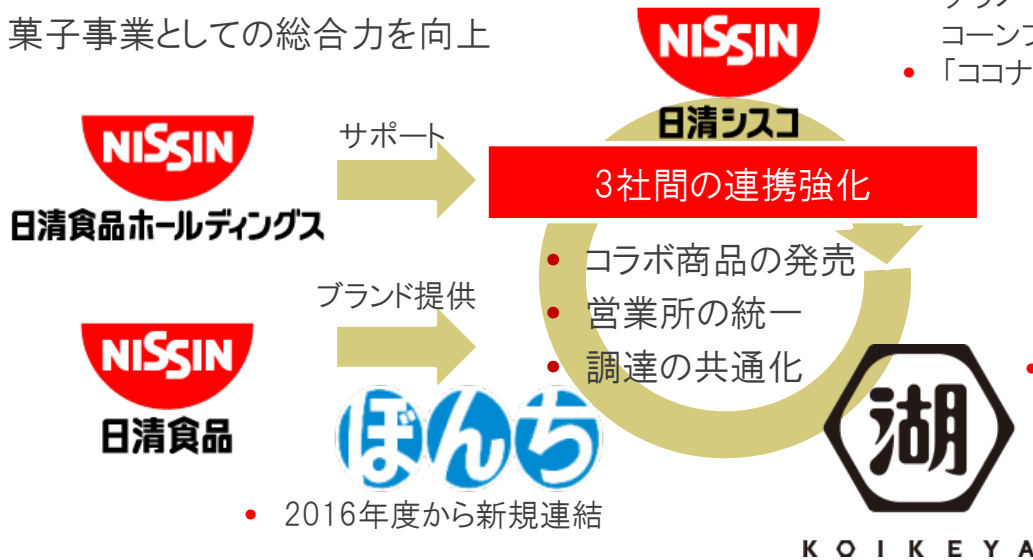 菓子事業としての総合力を向上
NISSIN
日清シスコ
コーンフ
• 「ココナ
NISSIN
日清食品ホールディングス
サポート
3社間の連携強化
• コラボ商品の発売
• 営業所の統一
• 調達の共通化
ブランド提供
NISSIN
日清食品
ぼんち
• 2016年度から新規連結
湖
KOIKEYA